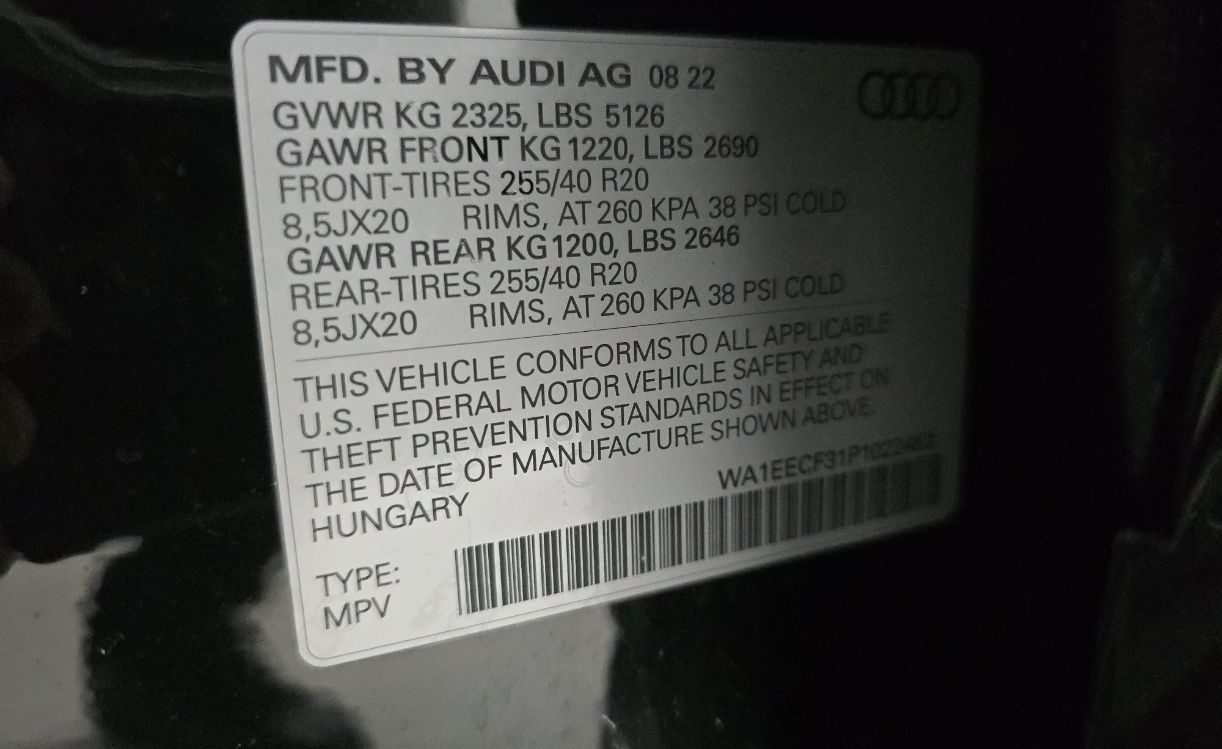 MFD. BY AUDI AG 08 22
GVWR KG 2325, LBS 5126
GAWR FRONT KG 1220, LBS 2690
FRONT-TIRES 255/40 R20
8,5JX20 RIMS, AT 260 KPA 38 PSI COLD
GAWR REAR KG 1200, LBS 2646
REAR-TIRES 255/40 R20
8,5JX20 RIMS, AT 260 KPA 38 PSI COLD
THIS VEHICLE CONFORMS TO ALL APPLICABLE
U.S. FEDERAL MOTOR VEHICLE SAFETY AND
THEFT PREVENTION STANDARDS IN EFFECT ON
THE DATE OF MANUFACTURE SHOWN ABOVE.
HUNGARY
TYPE:
MPV